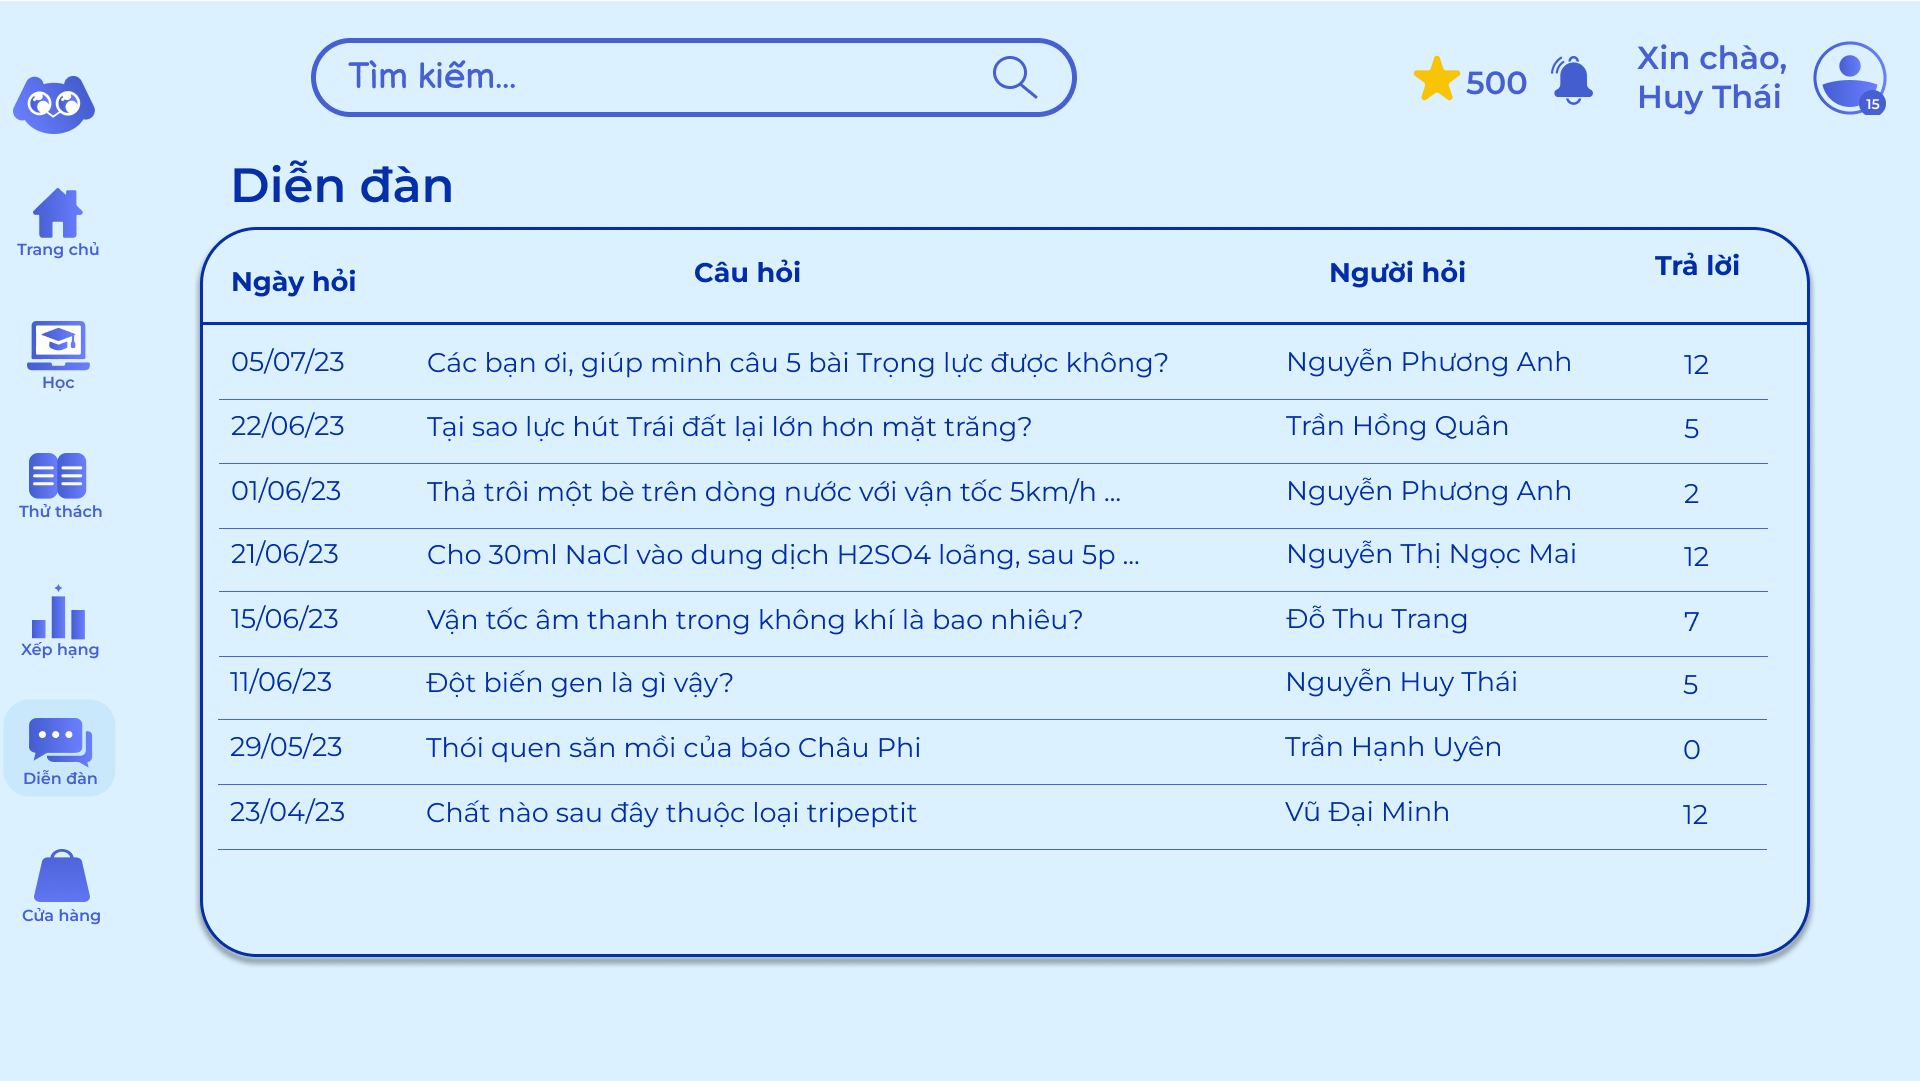 Tìm kiếm...
500
Xin chào,
Huy Thái
15
Trang chủ
Học
Thử thách
Xếp hạng
Diễn đàn
Cửa hàng
Diễn đàn
Ngày hỏi Câu hỏi Người hỏi Trả lời
05/07/23 Các bạn ơi, giúp mình câu 5 bài Trọng lực được không? Nguyễn Phương Anh 12
22/06/23 Tại sao lực hút Trái đất lại lớn hơn mặt trăng? Trần Hồng Quân 5
01/06/23 Thả trôi một bè trên dòng nước với vận tốc 5km/h ... Nguyễn Phương Anh 2
21/06/23 Cho 30ml NaCl vào dung dịch H2SO4 loãng, sau 5p ... Nguyễn Thị Ngọc Mai 12
15/06/23 Vận tốc âm thanh trong không khí là bao nhiêu? Đỗ Thu Trang 7
11/06/23 Đột biến gen là gì vậy? Nguyễn Huy Thái 5
29/05/23 Thói quen săn mồi của báo Châu Phi Trần Hạnh Uyên 0
23/04/23 Chất nào sau đây thuộc loại tripeptit Vũ Đại Minh 12